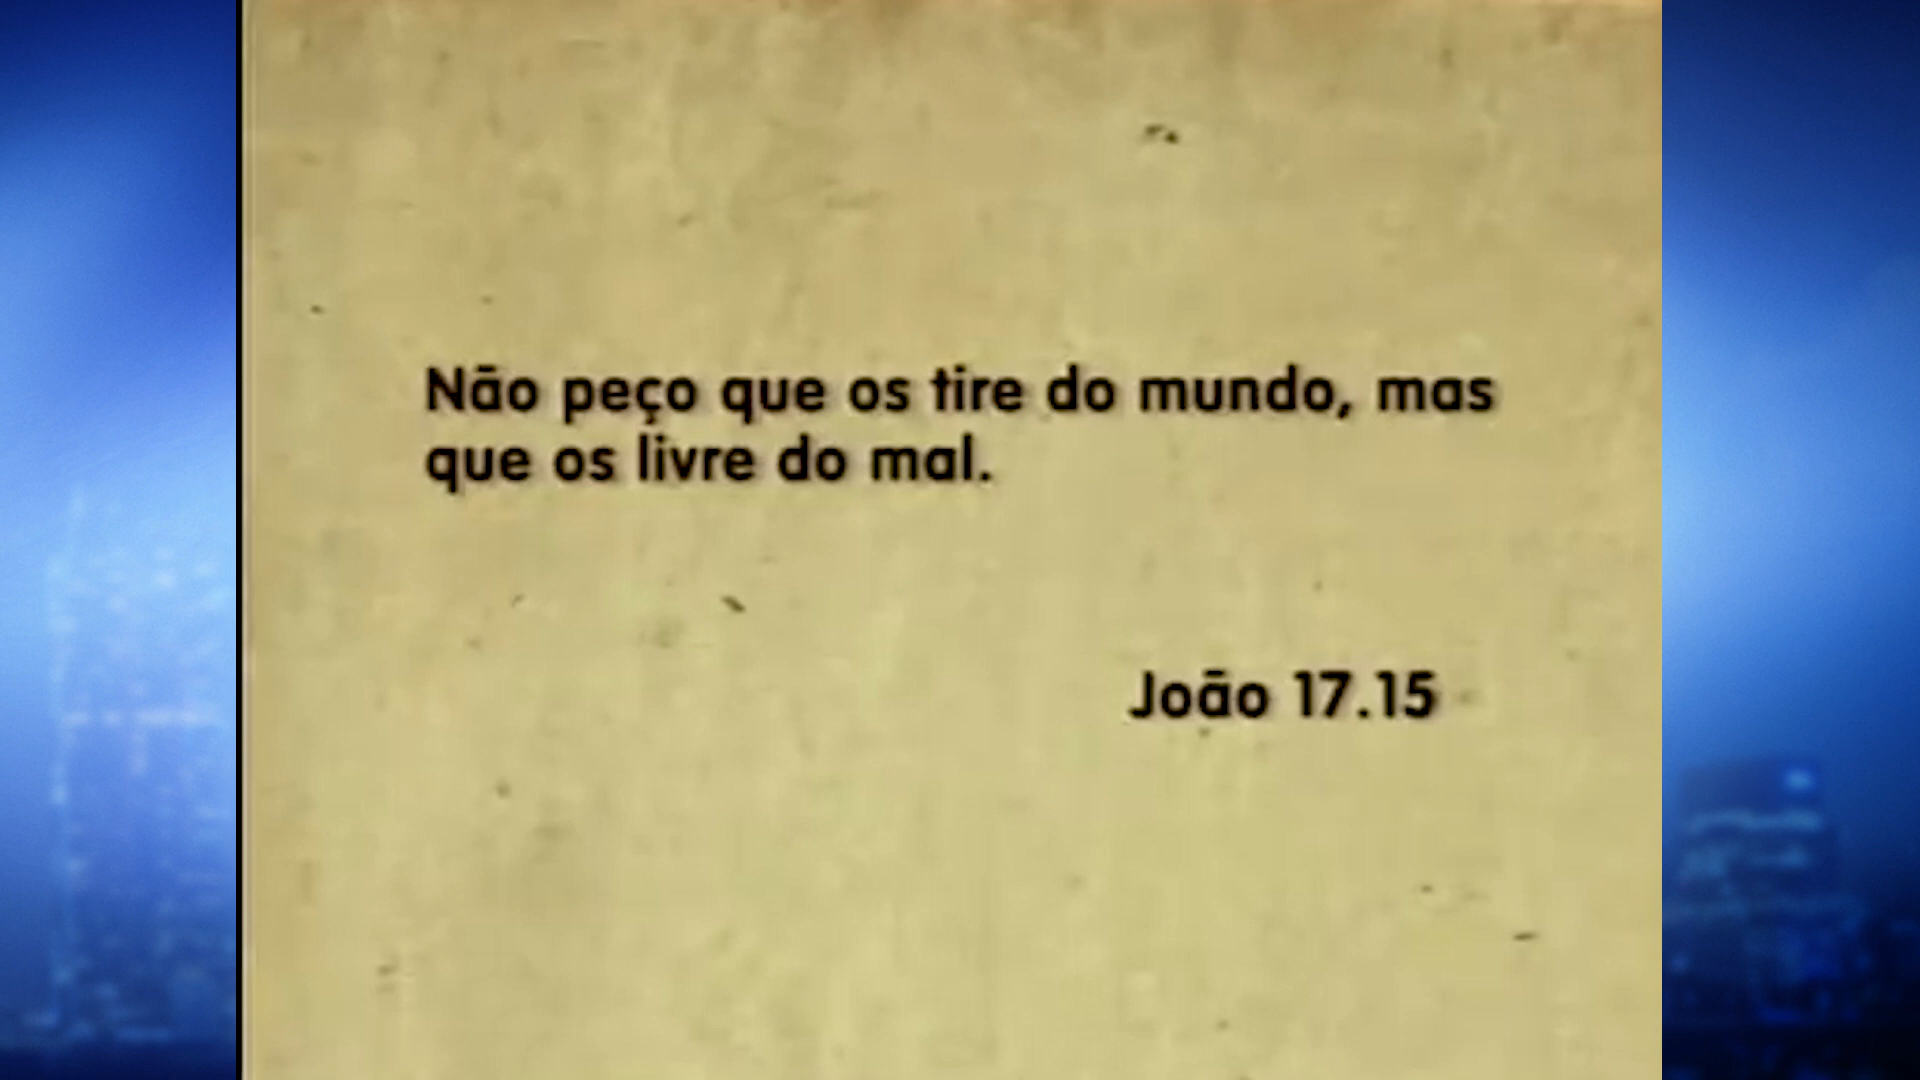 Não peço que os tire do mundo, mas
que os livre do mal.
João 17.15